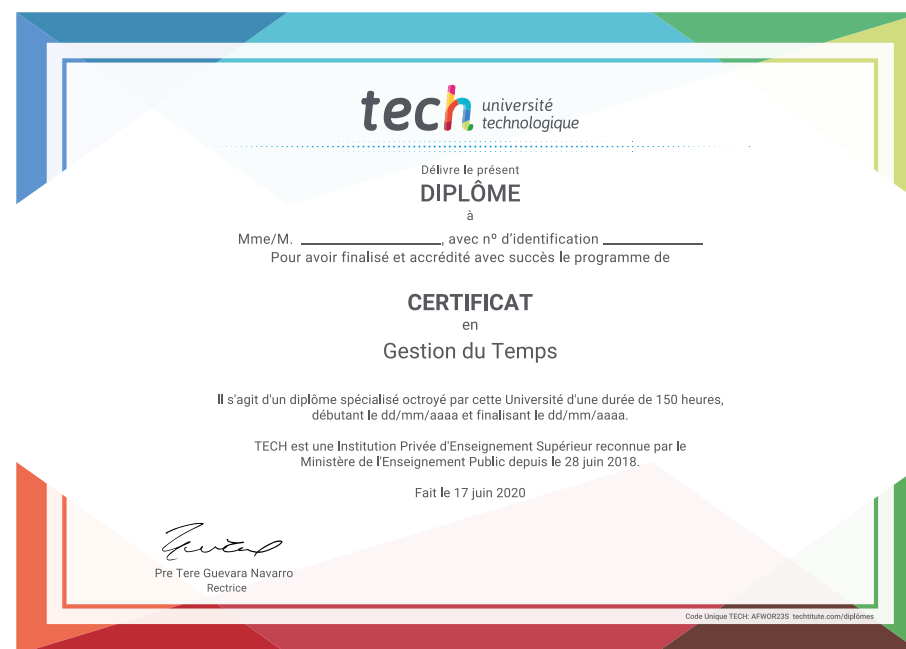 tech université
technologique
Délivre le présent
DIPLÔME
à
Mme/M. ____________________, avec nº d'identification ______________
Pour avoir finalisé et accrédité avec succès le programme de
CERTIFICAT
en
Gestion du Temps
Il s'agit d'un diplôme spécialisé octroyé par cette Université d'une durée de 150 heures,
débutant le dd/mm/aaaa et finalisant le dd/mm/aaaa.
TECH est une Institution Privée d'Enseignement Supérieur reconnue par le
Ministère de l'Enseignement Public depuis le 28 juin 2018.
Fait le 17 juin 2020
Pre Tere Guevara Navarro
Rectrice
Code Unique TECH: AFWOR23S techtitute.com/diplômes